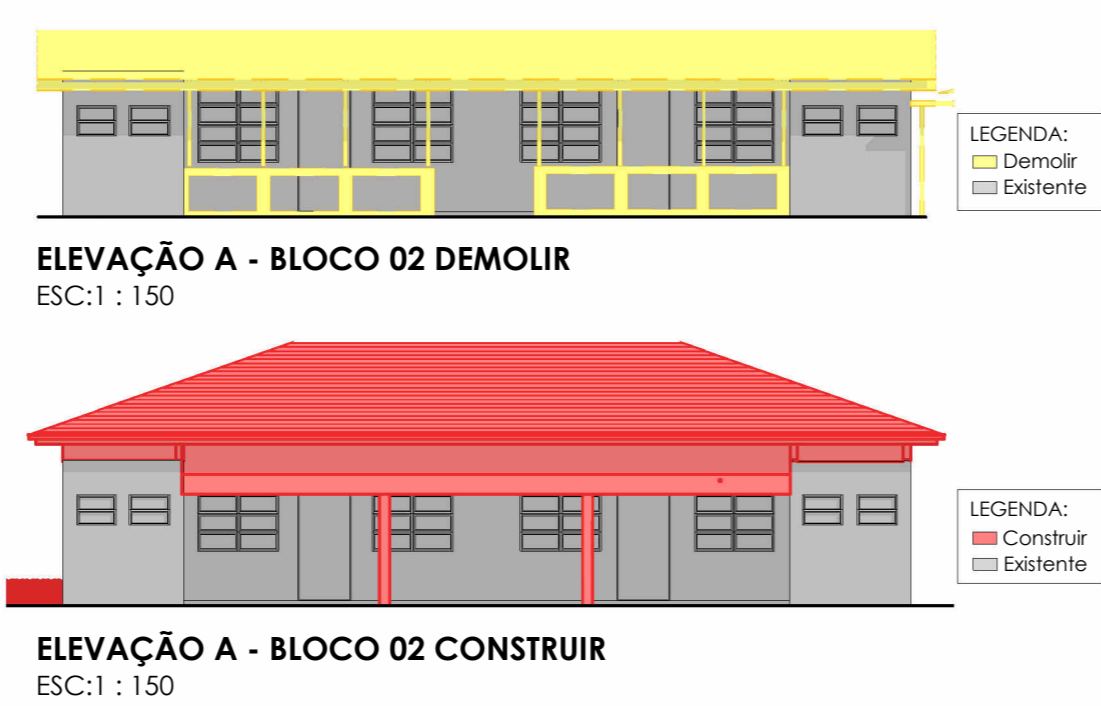 LEGENDA:
Demolir
Existente
ELEVAÇÃO A - BLOCO 02 DEMOLIR
ESC:1 : 150
LEGENDA:
Construir
Existente
ELEVAÇÃO A - BLOCO 02 CONSTRUIR
ESC:1 : 150